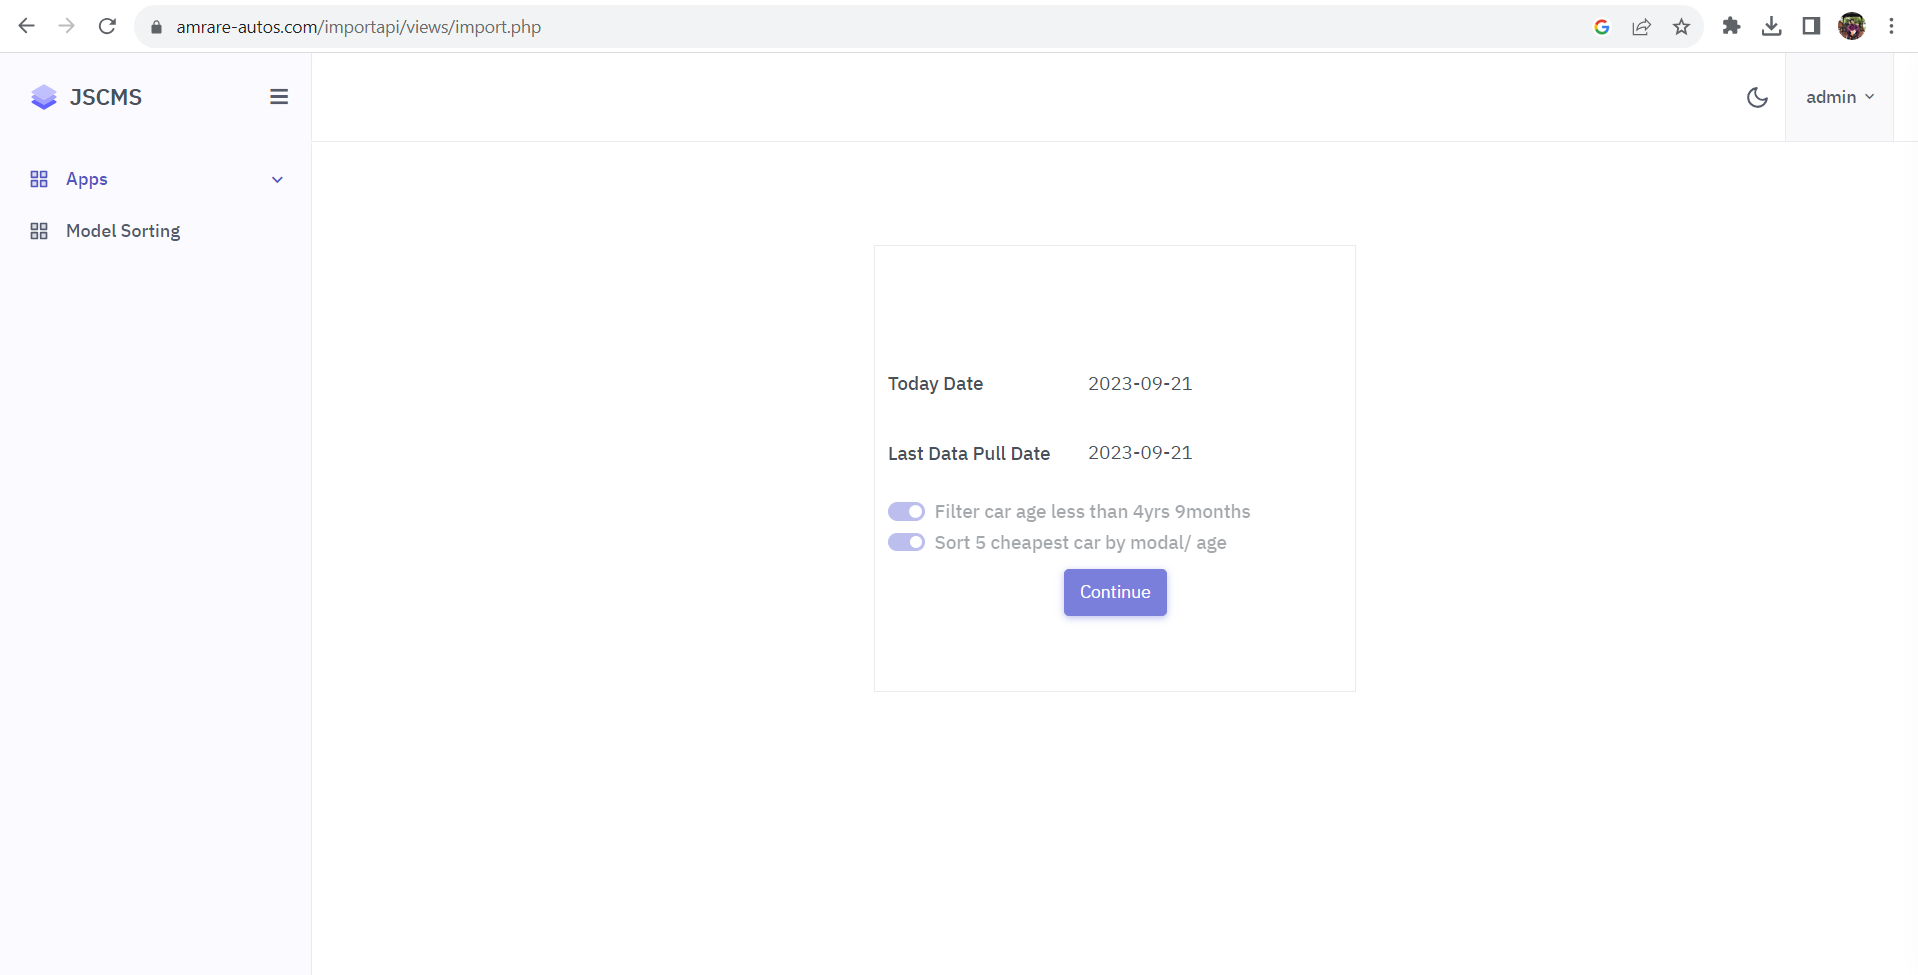 amrare-autos.com/importapi/views/import.php
JSCMS
admin
Apps
Model Sorting
Today Date 2023-09-21
Last Data Pull Date 2023-09-21
Filter car age less than 4yrs 9months
Sort 5 cheapest car by modal/ age
Continue